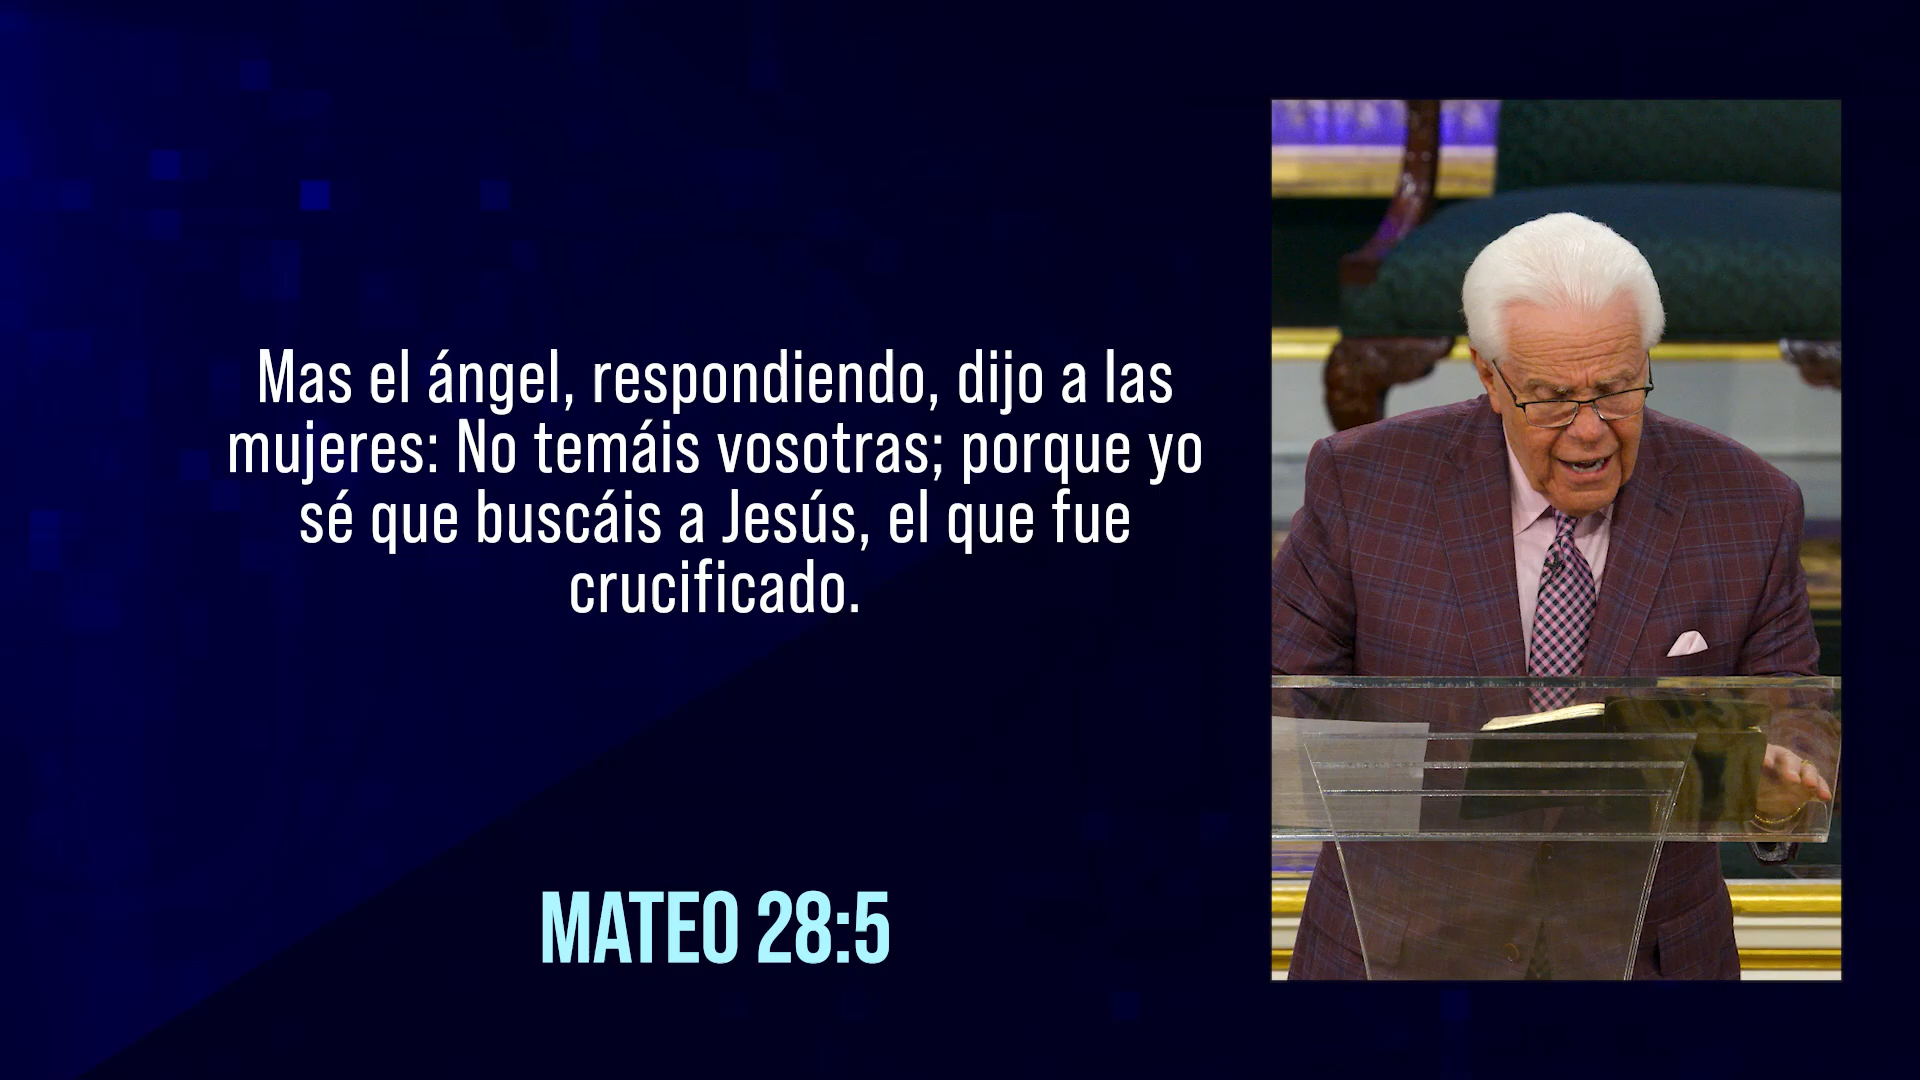 Mas el ángel, respondiendo, dijo a las
mujeres: No temáis vosotras; porque yo
sé que buscáis a Jesús, el que fue
crucificado.
MATEO 28:5